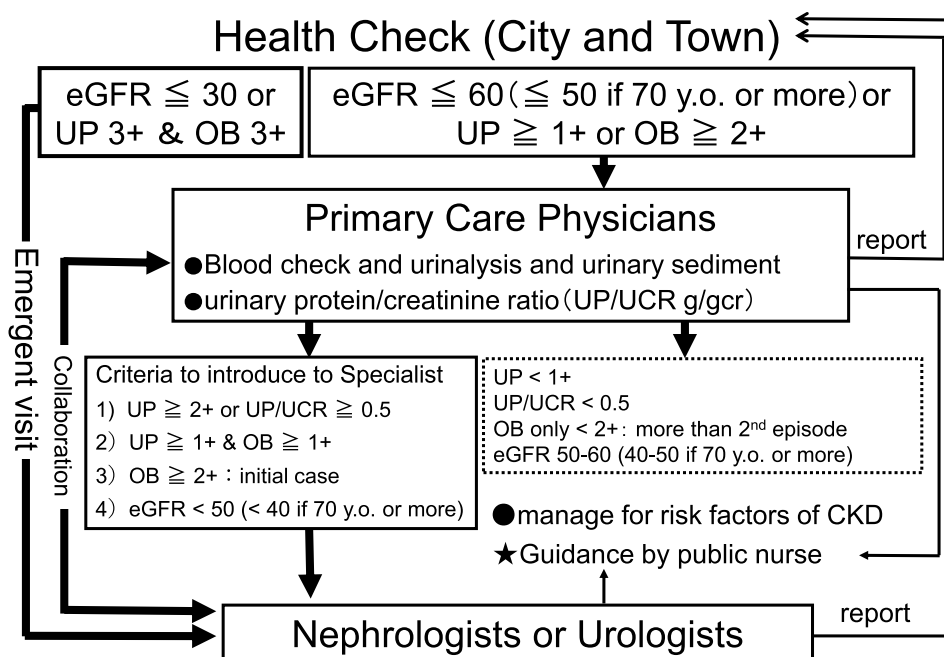 Health Check (City and Town)
eGFR ≦ 30 or
UP 3+ & OB 3+
eGFR ≦ 60(≦ 50 if 70 y.o. or more)or
UP ≧ 1+ or OB ≧ 2+
Primary Care Physicians
●Blood check and urinalysis and urinary sediment
●urinary protein/creatinine ratio(UP/UCR g/gcr)
report
Emergent visit
Collaboration
Criteria to introduce to Specialist
1) UP ≧ 2+ or UP/UCR ≧ 0.5
2) UP ≧ 1+ & OB ≧ 1+
3) OB ≧ 2+ : initial case
4) eGFR < 50 (< 40 if 70 y.o. or more)
UP < 1+
UP/UCR < 0.5
OB only < 2+: more than 2nd episode
eGFR 50-60 (40-50 if 70 y.o. or more)
●manage for risk factors of CKD
★Guidance by public nurse
Nephrologists or Urologists
report